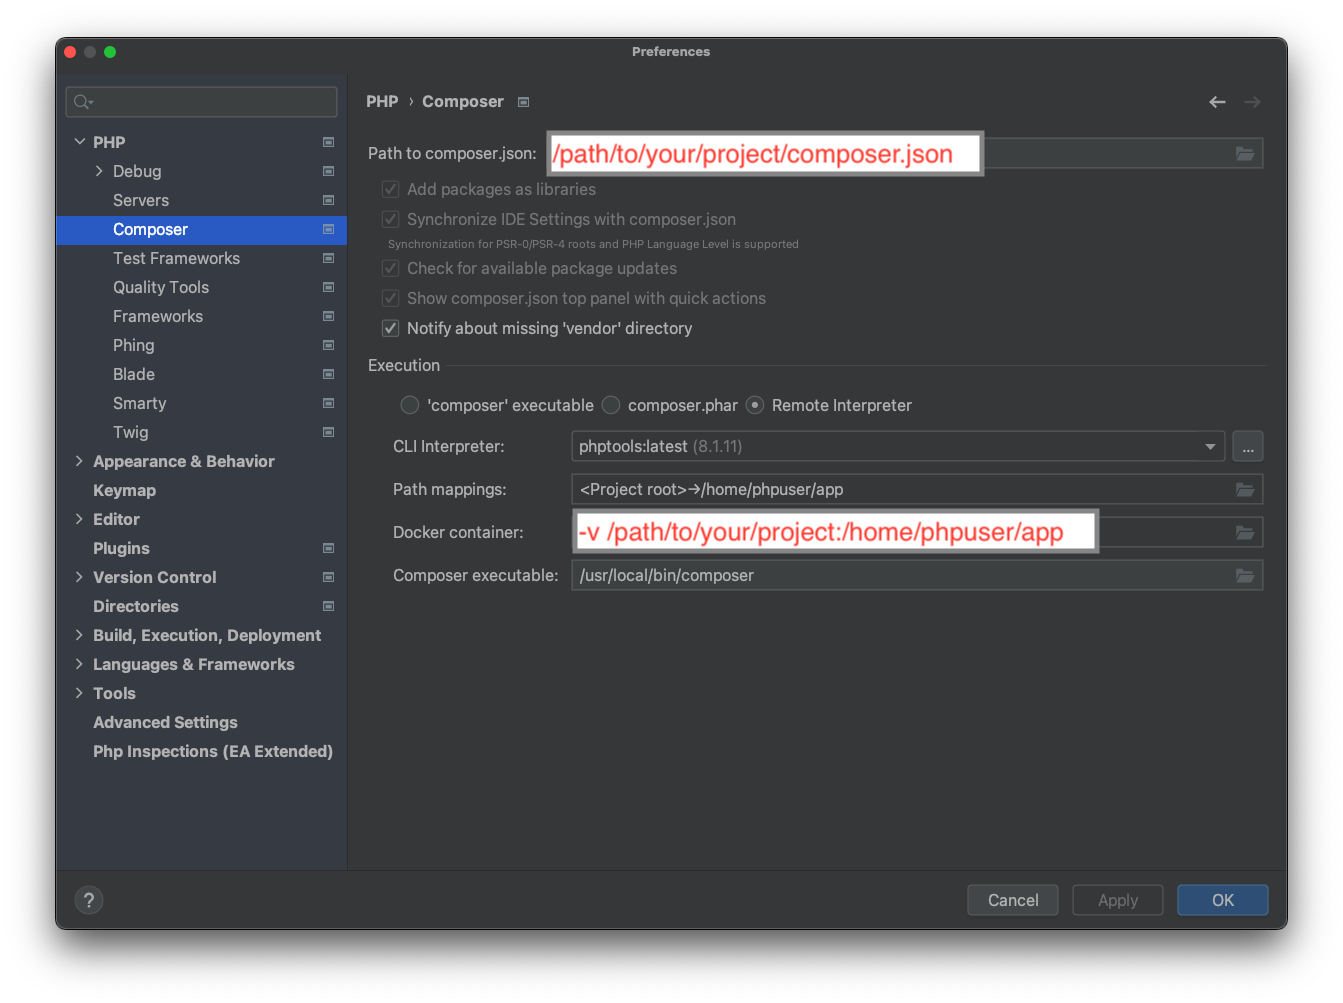 Preferences
PHP › Composer
PHP
Debug
Servers
Composer
Test Frameworks
Quality Tools
Frameworks
Phing
Blade
Smarty
Twig
Appearance & Behavior
Keymap
Editor
Plugins
Version Control
Directories
Build, Execution, Deployment
Languages & Frameworks
Tools
Advanced Settings
Php Inspections (EA Extended)
Path to composer.json: /path/to/your/project/composer.json
Add packages as libraries
Synchronize IDE Settings with composer.json
Synchronization for PSR-0/PSR-4 roots and PHP Language Level is supported
Check for available package updates
Show composer.json top panel with quick actions
Notify about missing 'vendor' directory
Execution
'composer' executable composer.phar Remote Interpreter
CLI Interpreter: phptools:latest (8.1.11) ...
Path mappings: <Project root>→/home/phpuser/app
Docker container: -v /path/to/your/project:/home/phpuser/app
Composer executable: /usr/local/bin/composer
? Cancel Apply OK